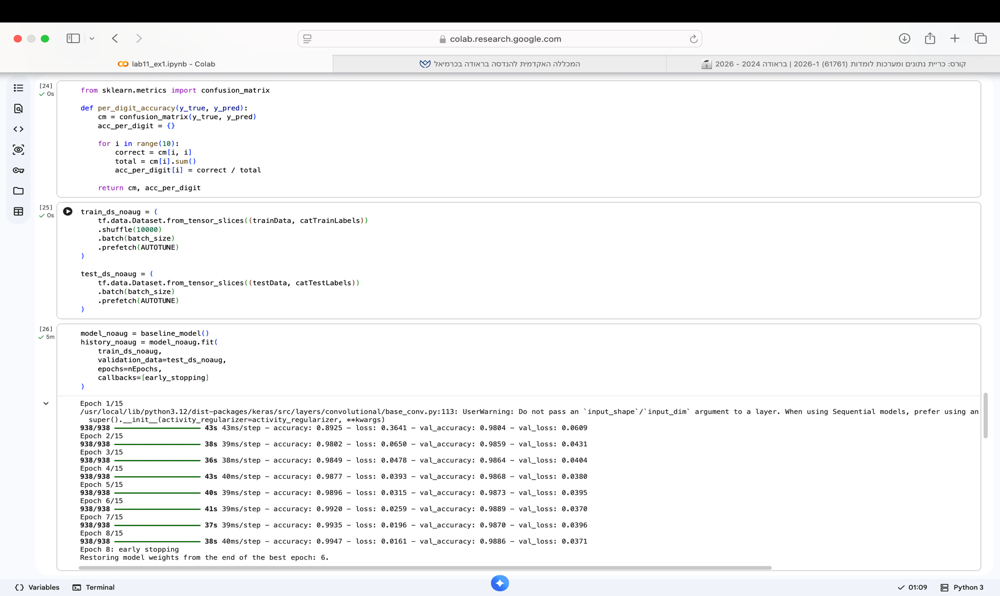 colab.research.google.com
lab11_ex1.ipynb - Colab
המכללה האקדמית להנדסה בראודה בכרמיאל
קורס: כריית נתונים ומערכות לומדות (61761) 2026-1 | בראודה 2024 - 2026
[24]
0s
from sklearn.metrics import confusion_matrix
def per_digit_accuracy(y_true, y_pred):
cm = confusion_matrix(y_true, y_pred)
acc_per_digit = {}
for i in range(10):
correct = cm[i, i]
total = cm[i].sum()
acc_per_digit[i] = correct / total
return cm, acc_per_digit
[25]
0s
train_ds_noaug = (
tf.data.Dataset.from_tensor_slices((trainData, catTrainLabels))
.shuffle(10000)
.batch(batch_size)
.prefetch(AUTOTUNE)
)
test_ds_noaug = (
tf.data.Dataset.from_tensor_slices((testData, catTestLabels))
.batch(batch_size)
.prefetch(AUTOTUNE)
)
[26]
5m
model_noaug = baseline_model()
history_noaug = model_noaug.fit(
train_ds_noaug,
validation_data=test_ds_noaug,
epochs=nEpochs,
callbacks=[early_stopping]
)
Epoch 1/15
/usr/local/lib/python3.12/dist-packages/keras/src/layers/convolutional/base_conv.py:113: UserWarning: Do not pass an `input_shape`/`input_dim` argument to a layer. When using Sequential models, prefer using an
super().__init__(activity_regularizer=activity_regularizer, **kwargs)
938/938 43s 43ms/step - accuracy: 0.8925 - loss: 0.3641 - val_accuracy: 0.9804 - val_loss: 0.0609
Epoch 2/15
938/938 38s 39ms/step - accuracy: 0.9802 - loss: 0.0650 - val_accuracy: 0.9859 - val_loss: 0.0431
Epoch 3/15
938/938 36s 38ms/step - accuracy: 0.9849 - loss: 0.0478 - val_accuracy: 0.9864 - val_loss: 0.0404
Epoch 4/15
938/938 43s 40ms/step - accuracy: 0.9877 - loss: 0.0393 - val_accuracy: 0.9868 - val_loss: 0.0380
Epoch 5/15
938/938 40s 39ms/step - accuracy: 0.9896 - loss: 0.0315 - val_accuracy: 0.9873 - val_loss: 0.0395
Epoch 6/15
938/938 41s 39ms/step - accuracy: 0.9920 - loss: 0.0259 - val_accuracy: 0.9889 - val_loss: 0.0370
Epoch 7/15
938/938 37s 39ms/step - accuracy: 0.9935 - loss: 0.0196 - val_accuracy: 0.9870 - val_loss: 0.0396
Epoch 8/15
938/938 38s 40ms/step - accuracy: 0.9947 - loss: 0.0161 - val_accuracy: 0.9886 - val_loss: 0.0371
Epoch 8: early stopping
Restoring model weights from the end of the best epoch: 6.
Variables
Terminal
01:09
Python 3